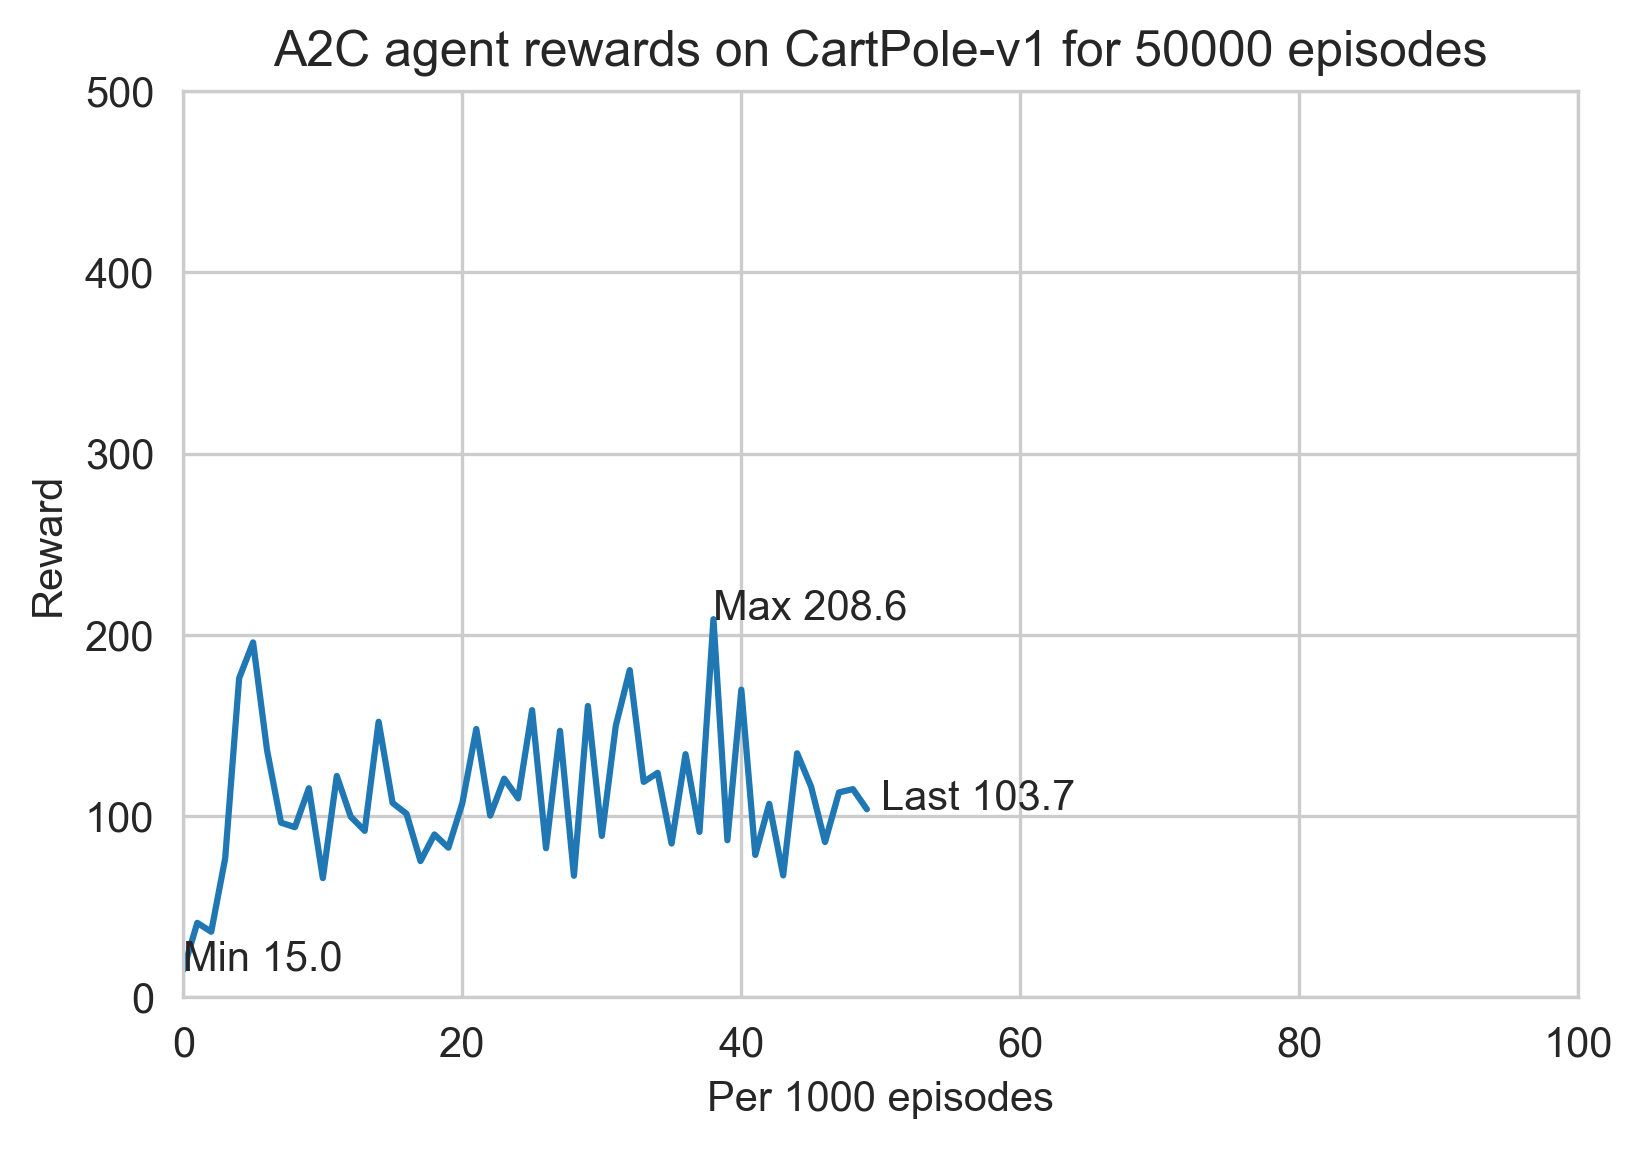 A2C agent rewards on CartPole-v1 for 50000 episodes
500
400
300
200
100
0
Reward
Max 208.6
Last 103.7
Min 15.0
0 20 40 60 80 100
Per 1000 episodes